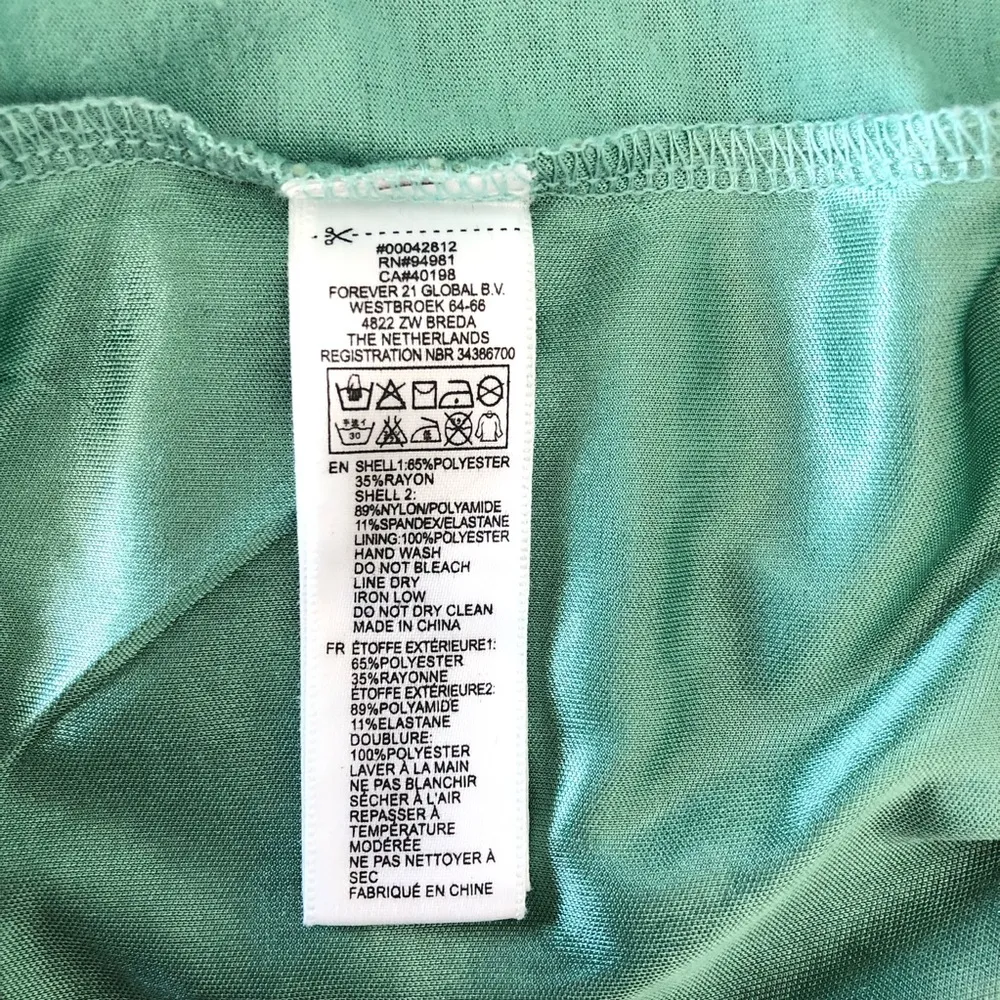 #00042812
RN#94981
CA#40198
FOREVER 21 GLOBAL B.V.
WESTBROEK 64-66
4822 ZW BREDA
THE NETHERLANDS
REGISTRATION NBR 34386700
手洗イ
30
EN SHELL1:65%POLYESTER
35%RAYON
SHELL 2:
89%NYLON/POLYAMIDE
11%SPANDEX/ELASTANE
LINING:100%POLYESTER
HAND WASH
DO NOT BLEACH
LINE DRY
IRON LOW
DO NOT DRY CLEAN
MADE IN CHINA
FR ÉTOFFE EXTÉRIEURE1:
65%POLYESTER
35%RAYONNE
ÉTOFFE EXTÉRIEURE2:
89%POLYAMIDE
11%ELASTANE
DOUBLURE:
100%POLYESTER
LAVER À LA MAIN
NE PAS BLANCHIR
SÉCHER À L'AIR
REPASSER À
TEMPÉRATURE
MODÉRÉE
NE PAS NETTOYER À
SEC
FABRIQUÉ EN CHINE